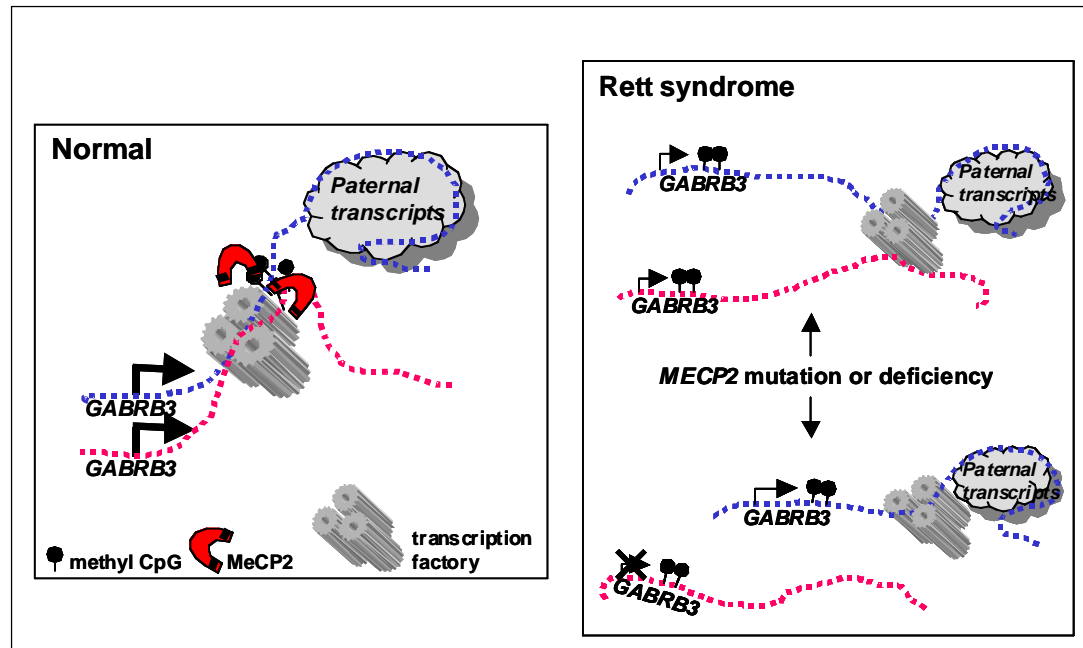 Normal
Paternal
transcripts
GABRB3
GABRB3
methyl CpG
MeCP2
transcription
factory
Rett syndrome
GABRB3
Paternal
transcripts
GABRB3
MECP2 mutation or deficiency
Paternal
transcripts
GABRB3
GABRB3